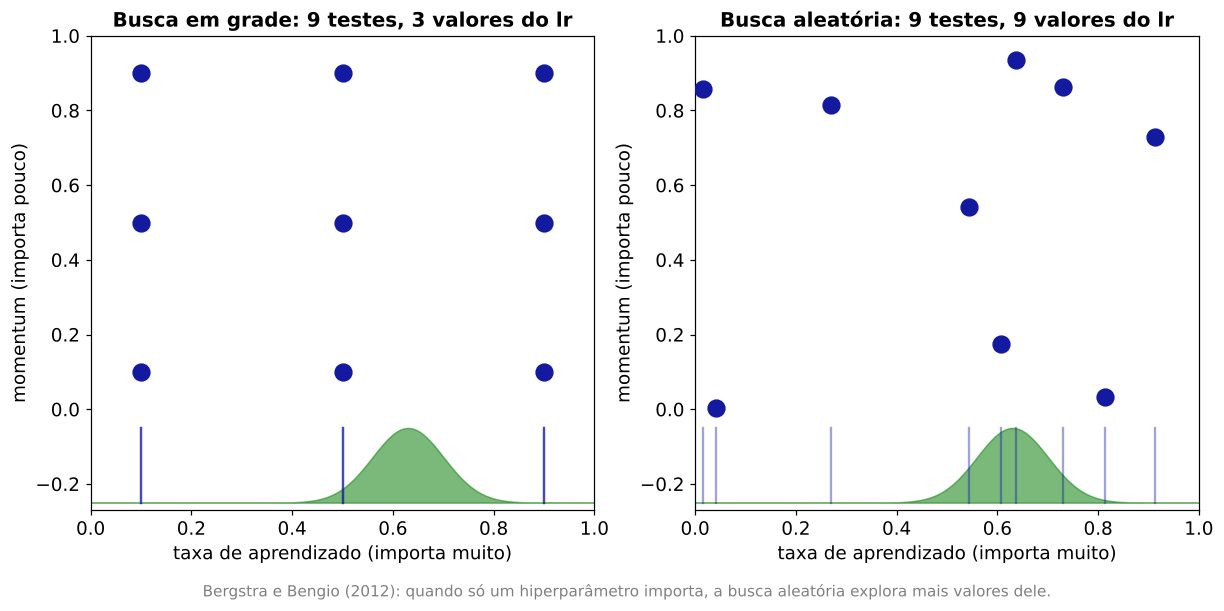 Busca em grade: 9 testes, 3 valores do lr
1.0
0.8
0.6
0.4
0.2
0.0
−0.2
momentum (importa pouco)
0.0 0.2 0.4 0.6 0.8 1.0
taxa de aprendizado (importa muito)
Busca aleatória: 9 testes, 9 valores do lr
1.0
0.8
0.6
0.4
0.2
0.0
−0.2
momentum (importa pouco)
0.0 0.2 0.4 0.6 0.8 1.0
taxa de aprendizado (importa muito)
Bergstra e Bengio (2012): quando só um hiperparâmetro importa, a busca aleatória explora mais valores dele.